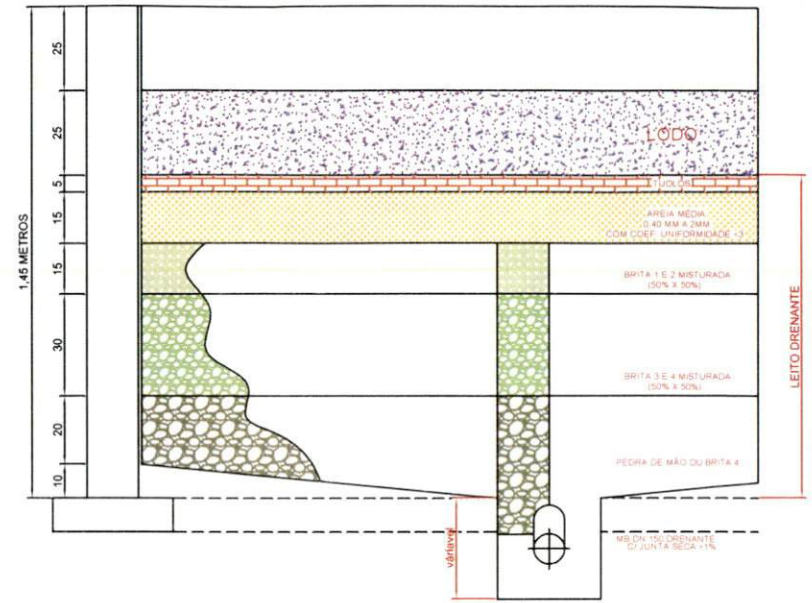 25
25
LODO
5
TIJOLOS
15
AREIA MÉDIA
0.40 MM A 2MM
COM COEF. UNIFORMIDADE <3
1,45 METROS
15
BRITA 1 E 2 MISTURADA
(50% X 50%)
LEITO DRENANTE
30
BRITA 3 E 4 MISTURADA
(50% X 50%)
20
PEDRA DE MÃO OU BRITA 4
10
váriavel
MB DN 150 DRENANTE
C/ JUNTA SECA <1%